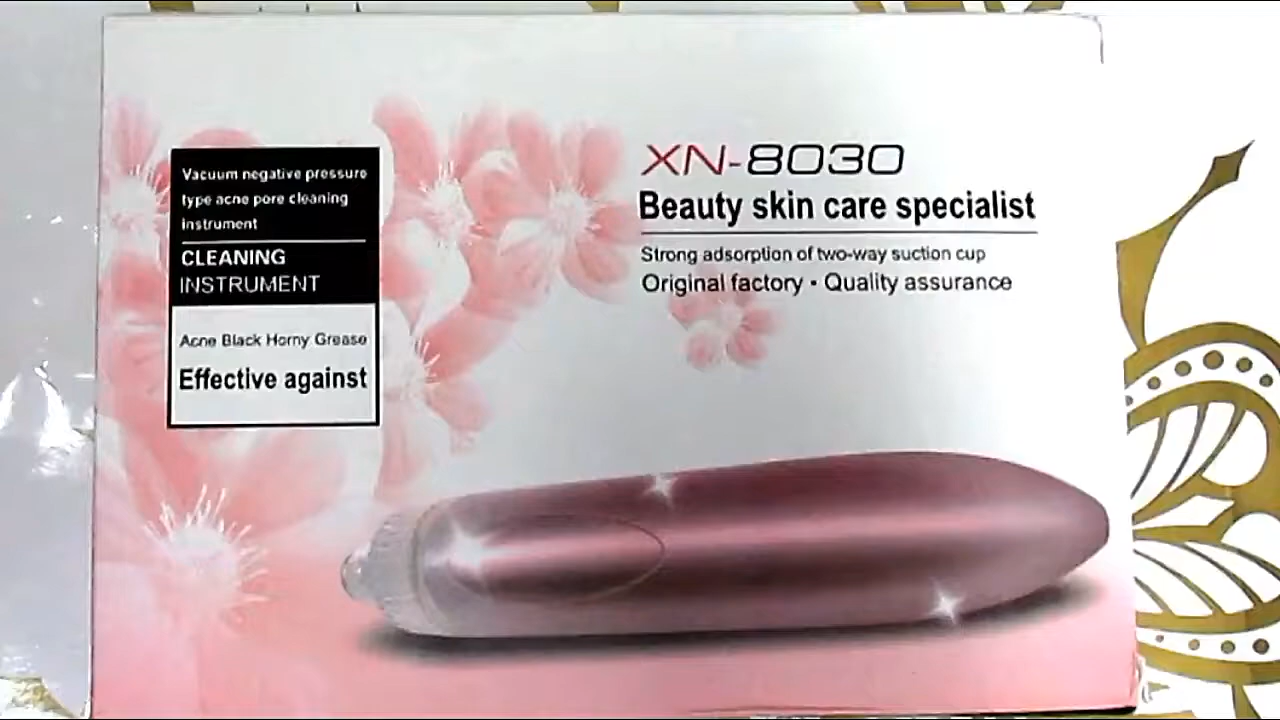 Vacuum negative pressure
type acne pore cleaning
instrument
CLEANING
INSTRUMENT
Acne Black Horny Grease
Effective against
XN-8030
Beauty skin care specialist
Strong adsorption of two-way suction cup
Original factory · Quality assurance